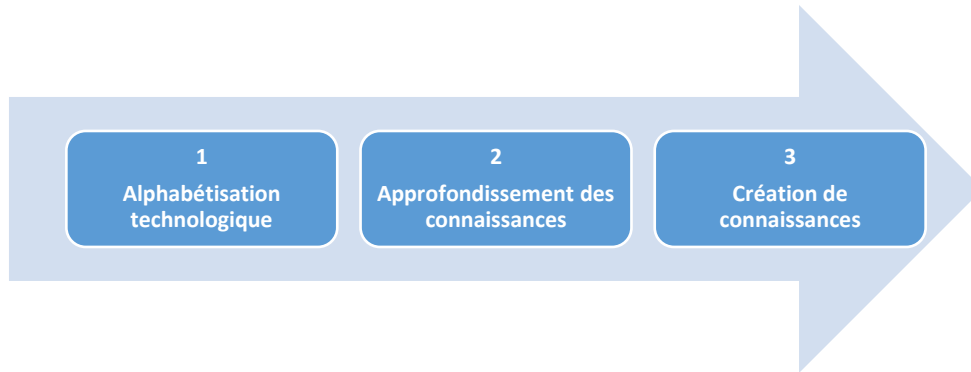 1
Alphabétisation
technologique
2
Approfondissement des
connaissances
3
Création de
connaissances